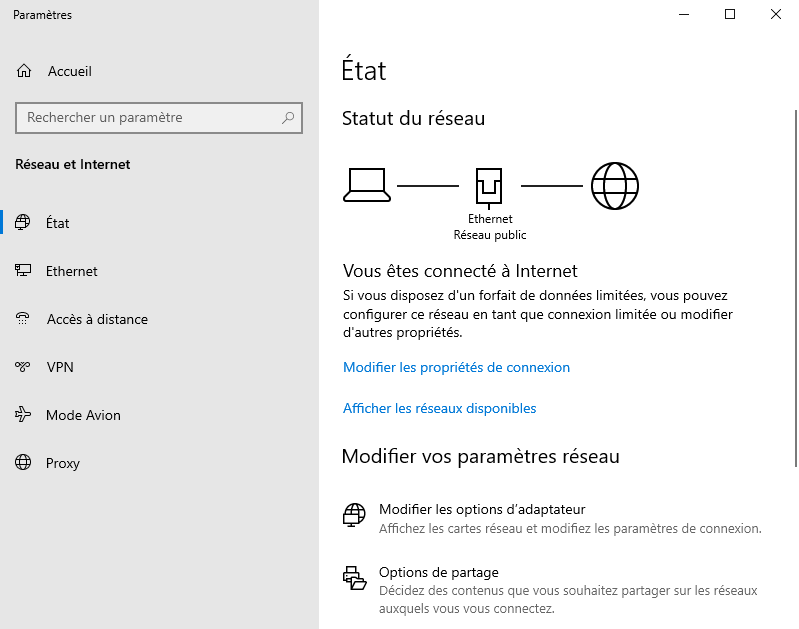 Paramètres
Accueil
Rechercher un paramètre
Réseau et Internet
État
Ethernet
Accès à distance
VPN
Mode Avion
Proxy
État
Statut du réseau
Ethernet
Réseau public
Vous êtes connecté à Internet
Si vous disposez d'un forfait de données limitées, vous pouvez
configurer ce réseau en tant que connexion limitée ou modifier
d'autres propriétés.
Modifier les propriétés de connexion
Afficher les réseaux disponibles
Modifier vos paramètres réseau
Modifier les options d’adaptateur
Affichez les cartes réseau et modifiez les paramètres de connexion.
Options de partage
Décidez des contenus que vous souhaitez partager sur les réseaux
auxquels vous vous connectez.